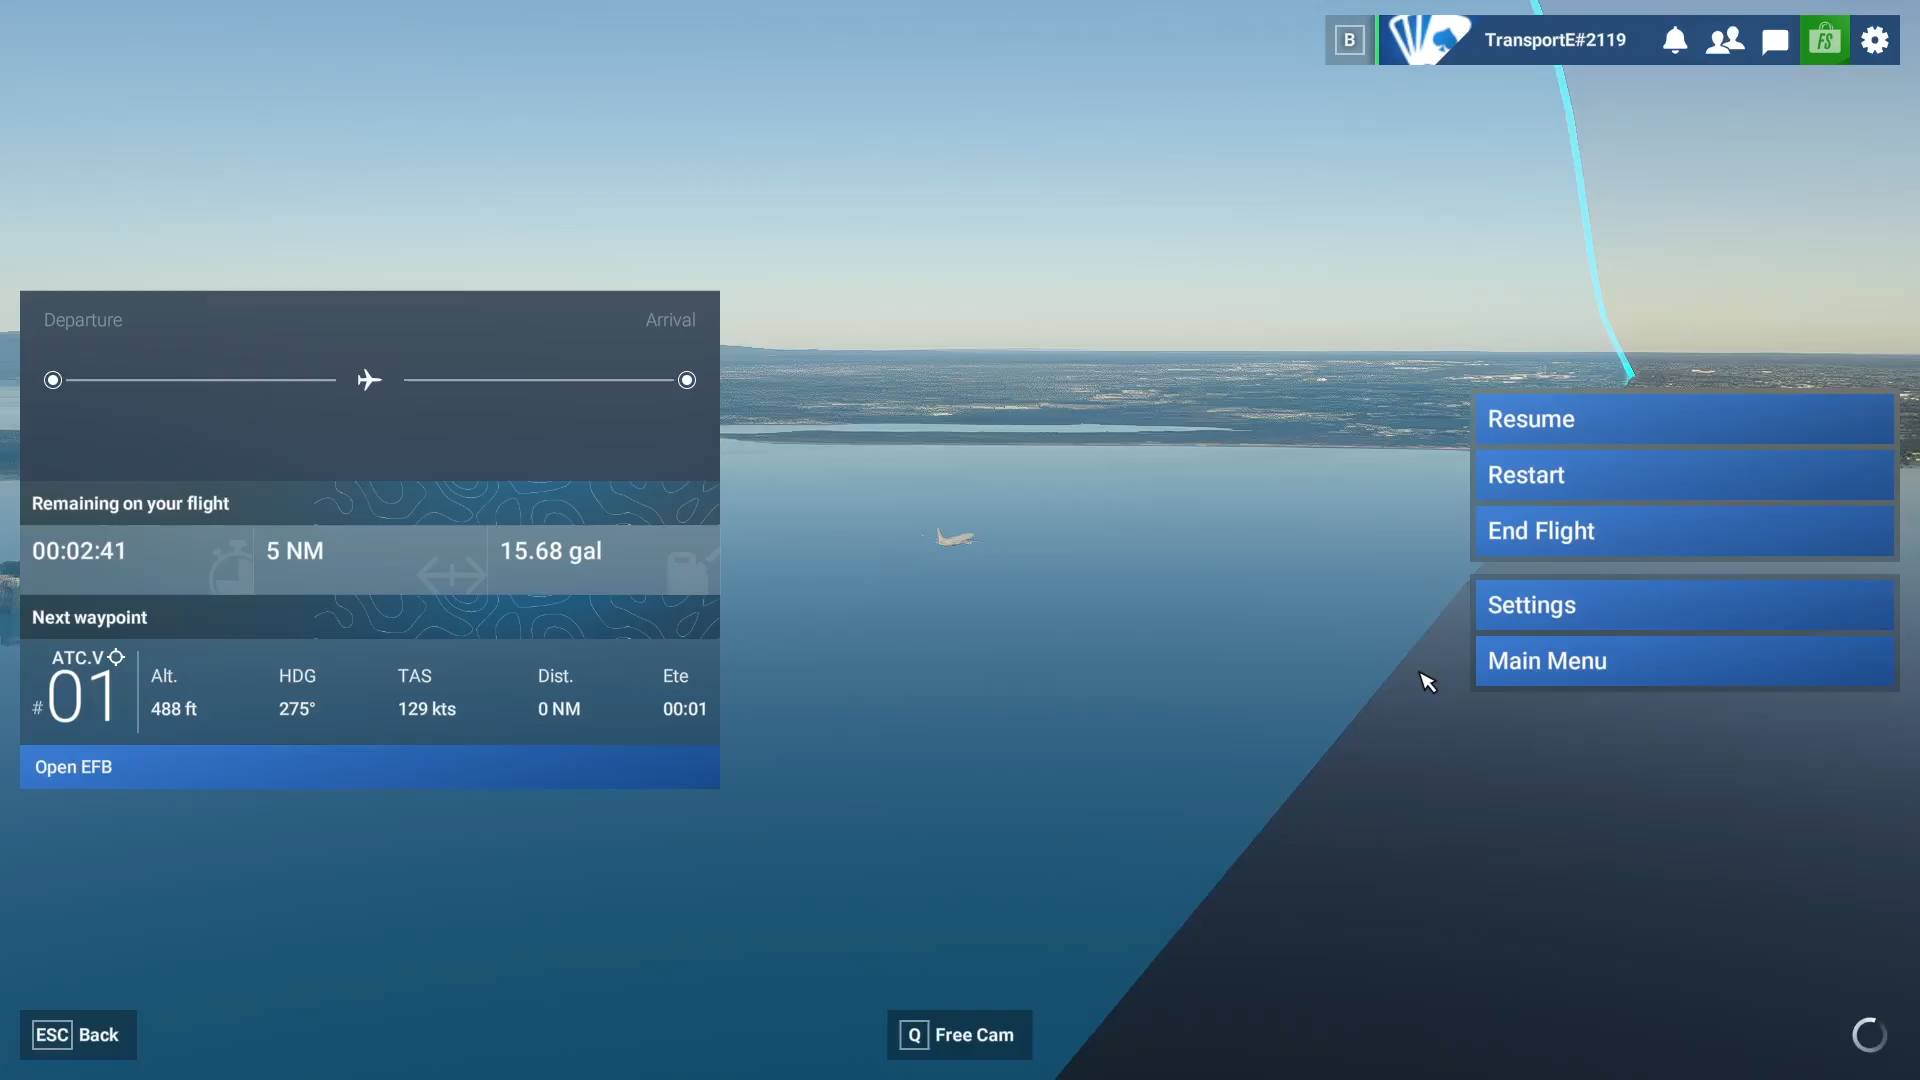 B TransportE#2119 FS
Departure Arrival
Remaining on your flight
00:02:41 5 NM 15.68 gal
Next waypoint
ATC.V
#01
Alt. HDG TAS Dist. Ete
488 ft 275° 129 kts 0 NM 00:01
Open EFB
Resume
Restart
End Flight
Settings
Main Menu
ESC Back
Q Free Cam